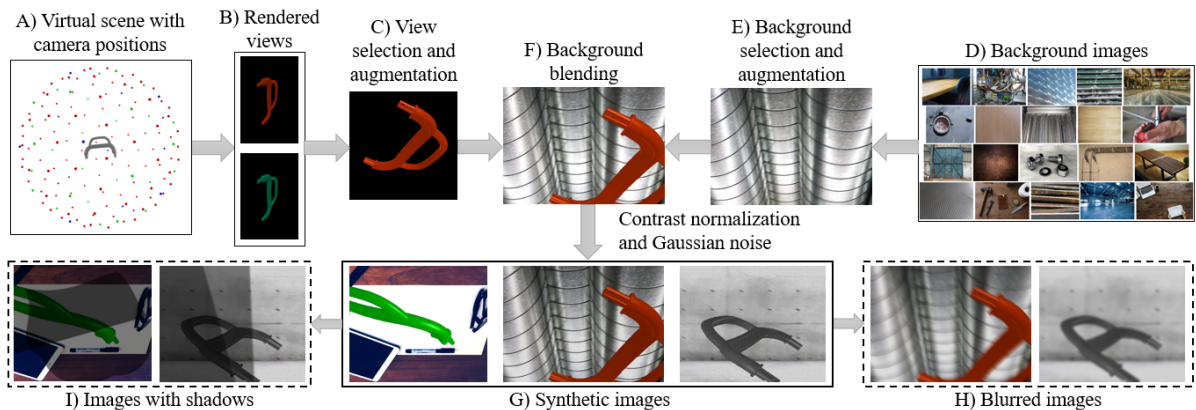 A) Virtual scene with
camera positions
B) Rendered
views
C) View
selection and
augmentation
F) Background
blending
E) Background
selection and
augmentation
D) Background images
Contrast normalization
and Gaussian noise
I) Images with shadows
G) Synthetic images
H) Blurred images